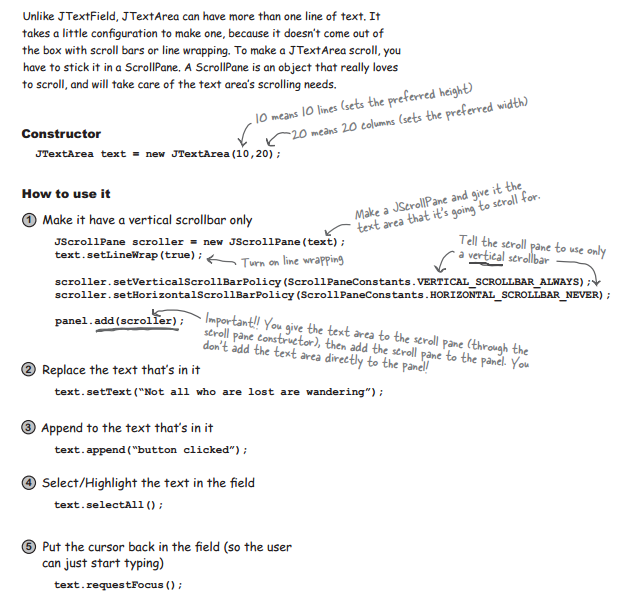 Unlike JTextField, JTextArea can have more than one line of text. It
takes a little configuration to make one, because it doesn't come out of
the box with scroll bars or line wrapping. To make a JTextArea scroll, you
have to stick it in a ScrollPane. A ScrollPane is an object that really loves
to scroll, and will take care of the text area's scrolling needs.
10 means 10 lines (sets the preferred height)
20 means 20 columns (sets the preferred width)
Constructor
JTextArea text = new JTextArea(10,20);
How to use it
1 Make it have a vertical scrollbar only
Make a JScrollPane and give it the
text area that it's going to scroll for.
JScrollPane scroller = new JScrollPane(text);
text.setLineWrap(true);
Turn on line wrapping
Tell the scroll pane to use only
a vertical scrollbar
scroller.setVerticalScrollBarPolicy(ScrollPaneConstants.VERTICAL_SCROLLBAR_ALWAYS);
scroller.setHorizontalScrollBarPolicy(ScrollPaneConstants.HORIZONTAL_SCROLLBAR_NEVER);
panel.add(scroller);
Important!! You give the text area to the scroll pane (through the
scroll pane constructor), then add the scroll pane to the panel. You
don't add the text area directly to the panel!
2 Replace the text that's in it
text.setText("Not all who are lost are wandering");
3 Append to the text that's in it
text.append("button clicked");
4 Select/Highlight the text in the field
text.selectAll();
5 Put the cursor back in the field (so the user
can just start typing)
text.requestFocus();